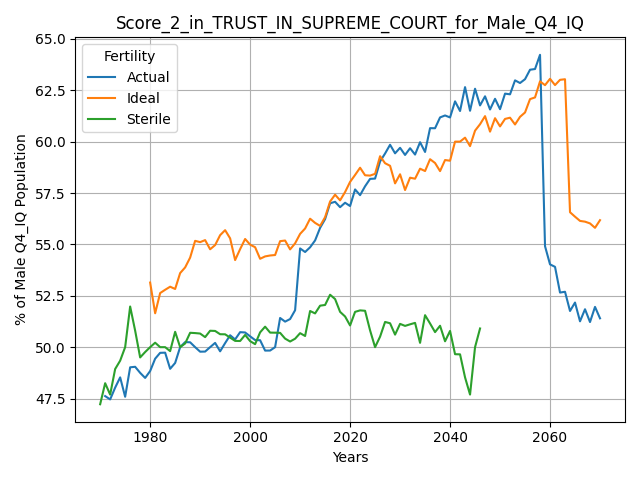 Score_2_in_TRUST_IN_SUPREME_COURT_for_Male_Q4_IQ
Fertility
Actual
Ideal
Sterile
% of Male Q4_IQ Population
65.0
62.5
60.0
57.5
55.0
52.5
50.0
47.5
1980 2000 2020 2040 2060
Years